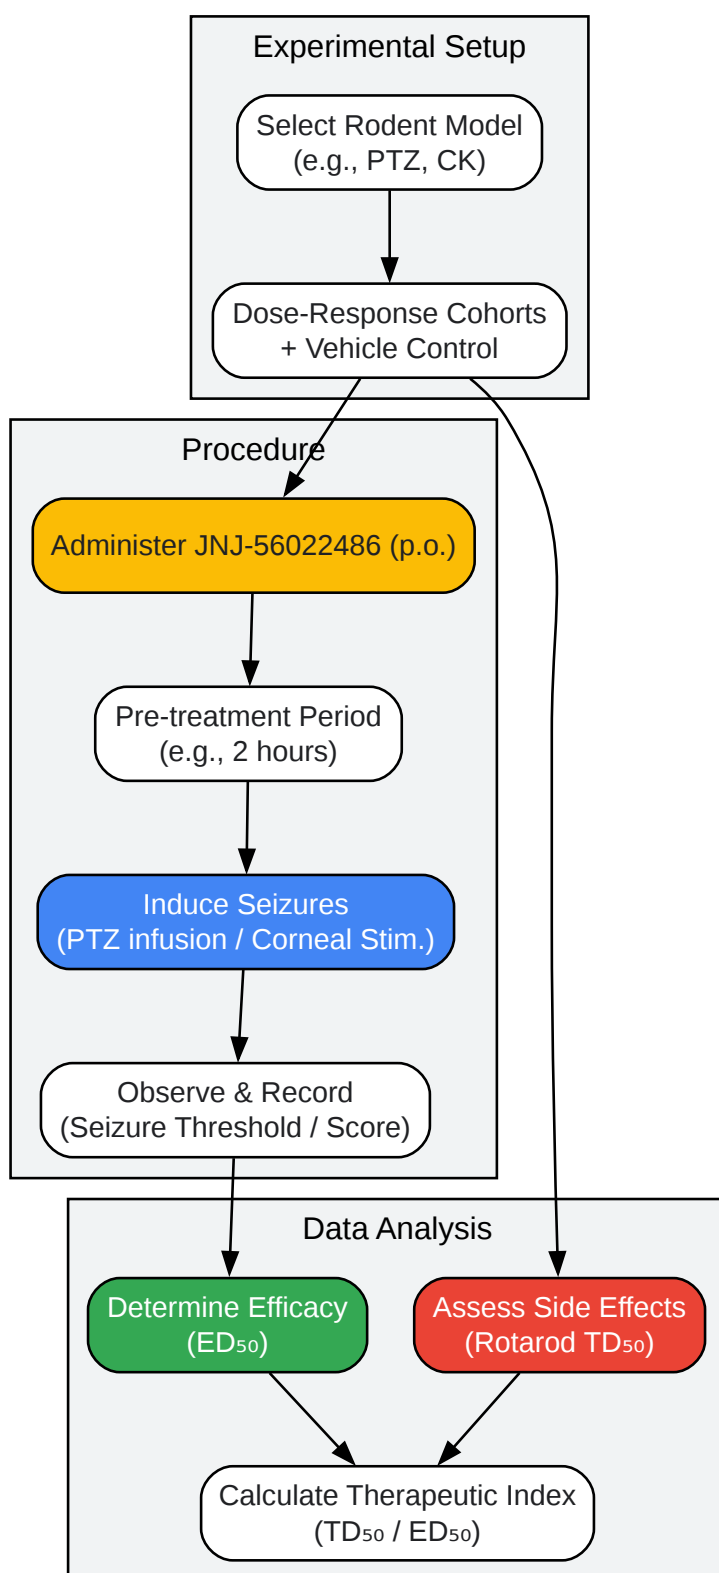 Experimental Setup
Select Rodent Model
(e.g., PTZ, CK)
Dose-Response Cohorts
+ Vehicle Control
Procedure
Administer JNJ-56022486 (p.o.)
Pre-treatment Period
(e.g., 2 hours)
Induce Seizures
(PTZ infusion / Corneal Stim.)
Observe & Record
(Seizure Threshold / Score)
Data Analysis
Determine Efficacy
(ED₅₀)
Assess Side Effects
(Rotarod TD₅₀)
Calculate Therapeutic Index
(TD₅₀ / ED₅₀)